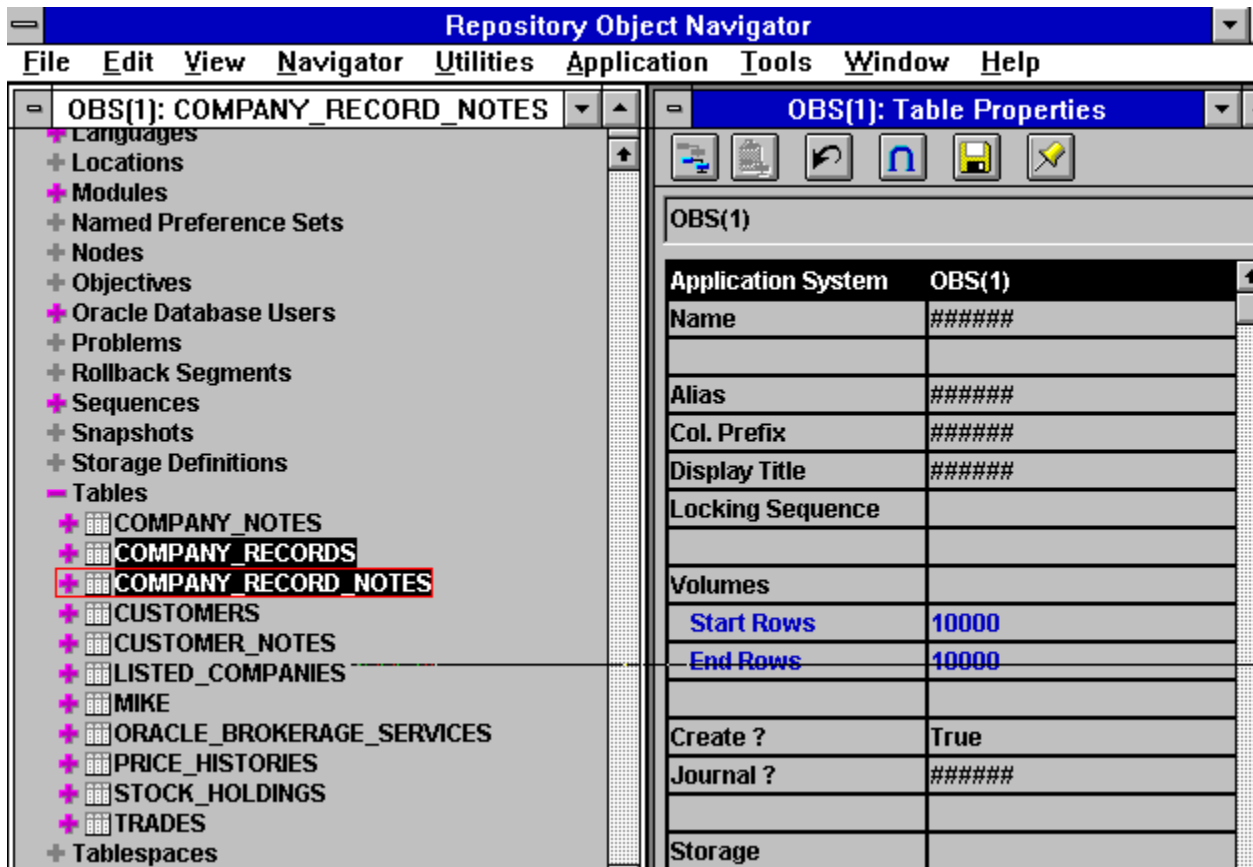 Repository Object Navigator
File Edit View Navigator Utilities Application Tools Window Help
OBS(1): COMPANY_RECORD_NOTES
Languages
Locations
Modules
Named Preference Sets
Nodes
Objectives
Oracle Database Users
Problems
Rollback Segments
Sequences
Snapshots
Storage Definitions
Tables
COMPANY_NOTES
COMPANY_RECORDS
COMPANY_RECORD_NOTES
CUSTOMERS
CUSTOMER_NOTES
LISTED_COMPANIES
MIKE
ORACLE_BROKERAGE_SERVICES
PRICE_HISTORIES
STOCK_HOLDINGS
TRADES
Tablespaces
OBS(1): Table Properties
OBS(1)
Application System OBS(1)
Name ######
Alias ######
Col. Prefix ######
Display Title ######
Locking Sequence
Volumes
Start Rows 10000
End Rows 10000
Create ? True
Journal ? ######
Storage